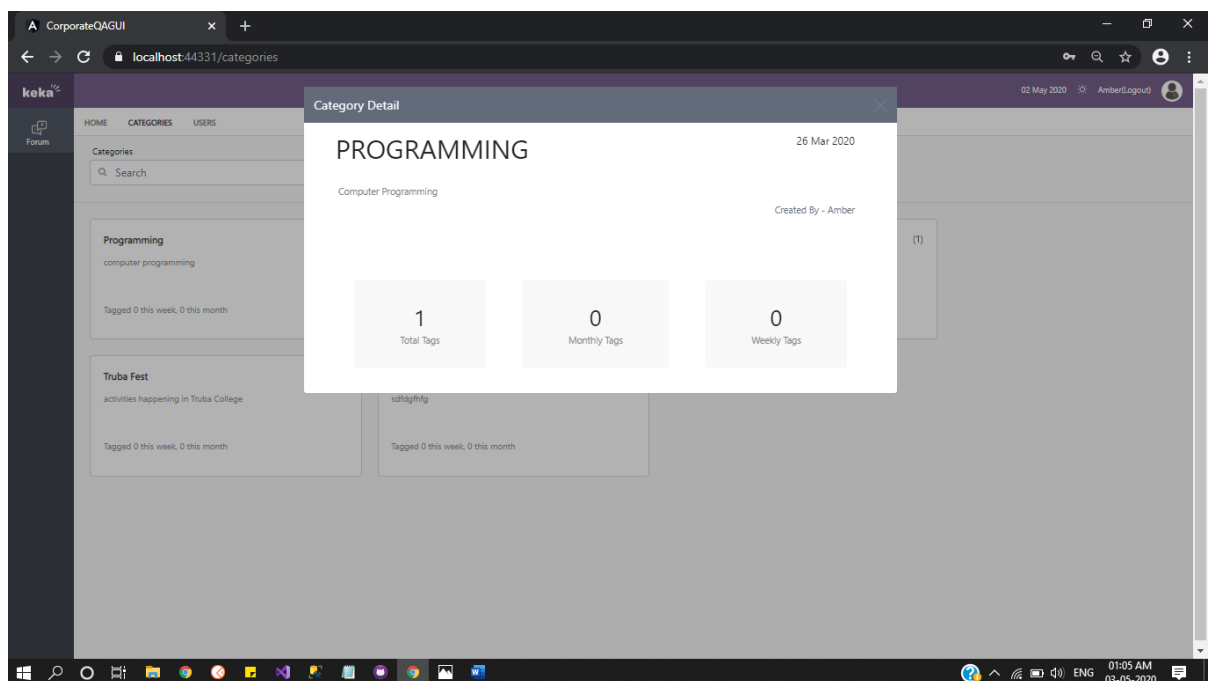 CorporateQAGUI
localhost:44331/categories
keka
02 May 2020 Amber(Logout)
Forum
HOME CATEGORIES USERS
Categories
Search
Category Detail
PROGRAMMING
26 Mar 2020
Computer Programming
Created By - Amber
1
Total Tags
0
Monthly Tags
0
Weekly Tags
Programming
computer programming
Tagged 0 this week, 0 this month
(1)
Truba Fest
activities happening in Truba College
Tagged 0 this week, 0 this month
Tagged 0 this week, 0 this month
ENG
01:05 AM
03-05-2020